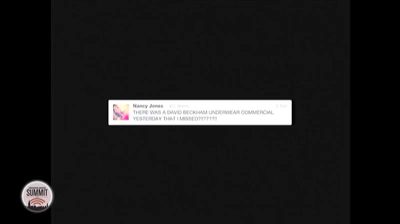 Nancy Jones
THERE WAS A DAVID BECKHAM UNDERWEAR COMMERCIAL
YESTERDAY THAT I MISSED???????
SUMMIT